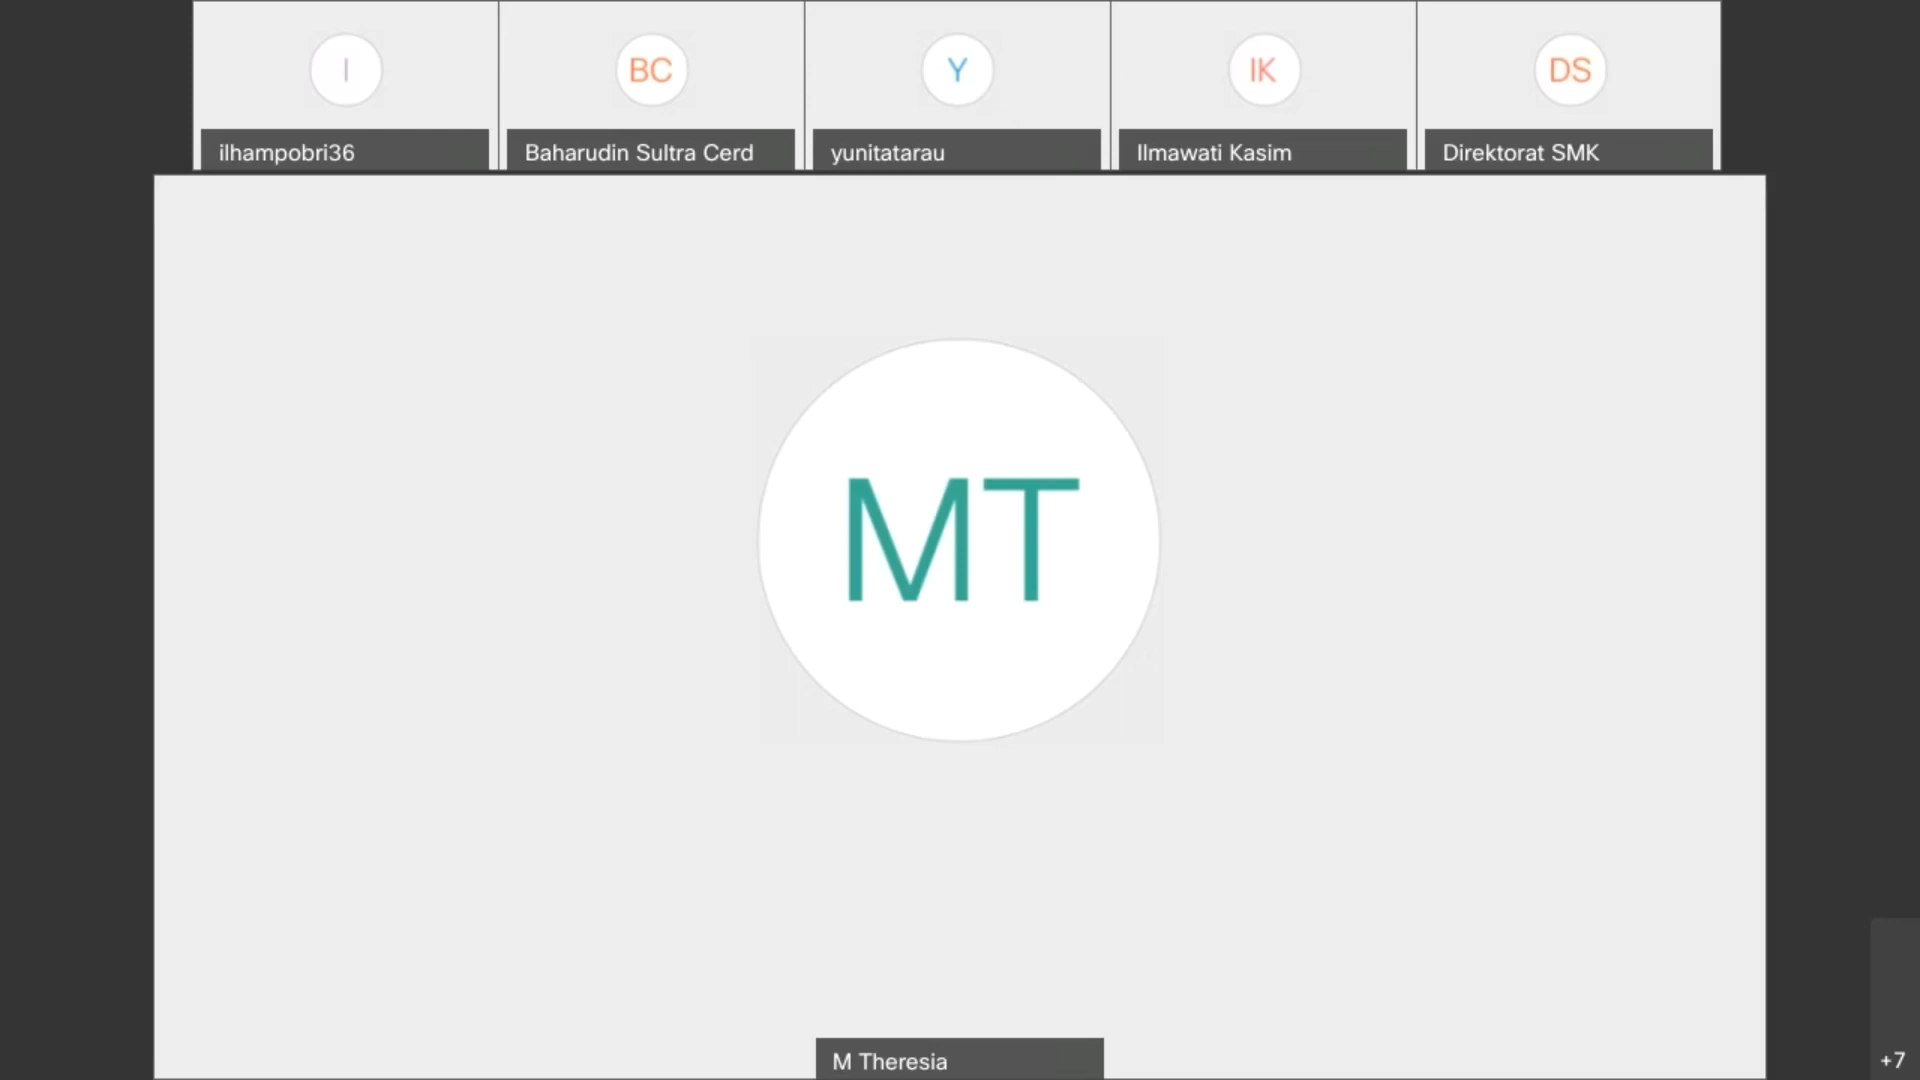 I
BC
Y
IK
DS
ilhampobri36
Baharudin Sultra Cerd
yunitatarau
Ilmawati Kasim
Direktorat SMK
MT
M Theresia
+7